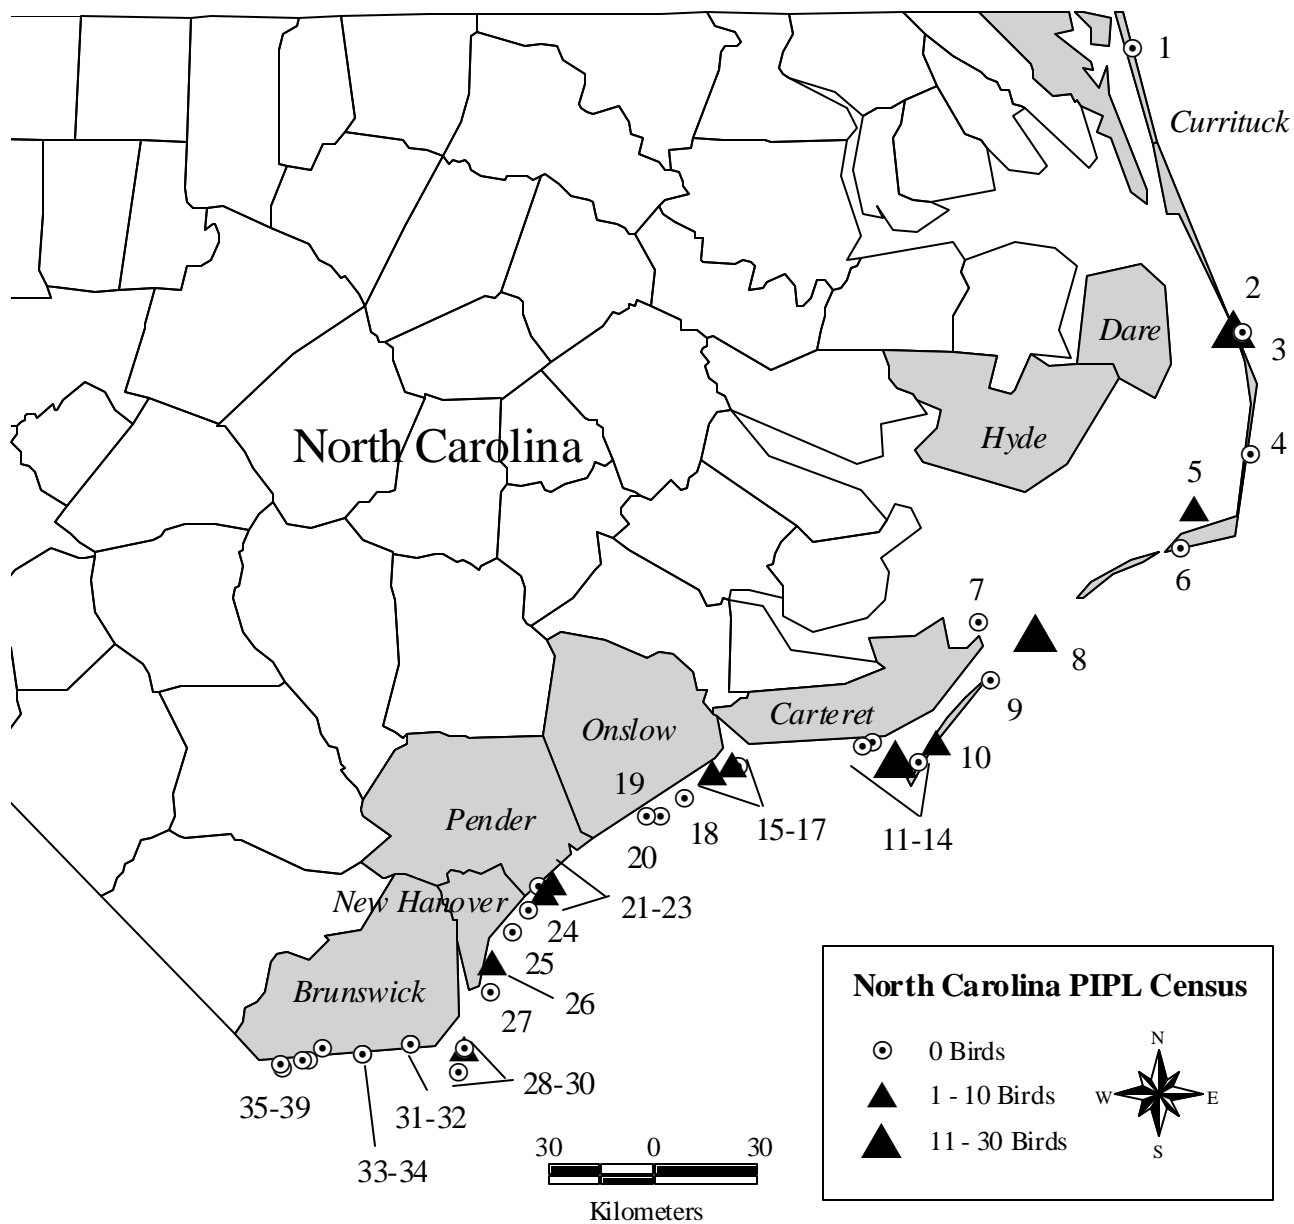 1
Currituck
2
Dare
3
Hyde
North Carolina
4
5
6
7
8
9
Carteret
Onslow
10
19
Pender
18
15-17
11-14
20
New Hanover
21-23
24
25
Brunswick
26
27
North Carolina PIPL Census
0 Birds
1 - 10 Birds
11 - 30 Birds
N
W
E
S
28-30
35-39
31-32
33-34
30 0 30
Kilometers